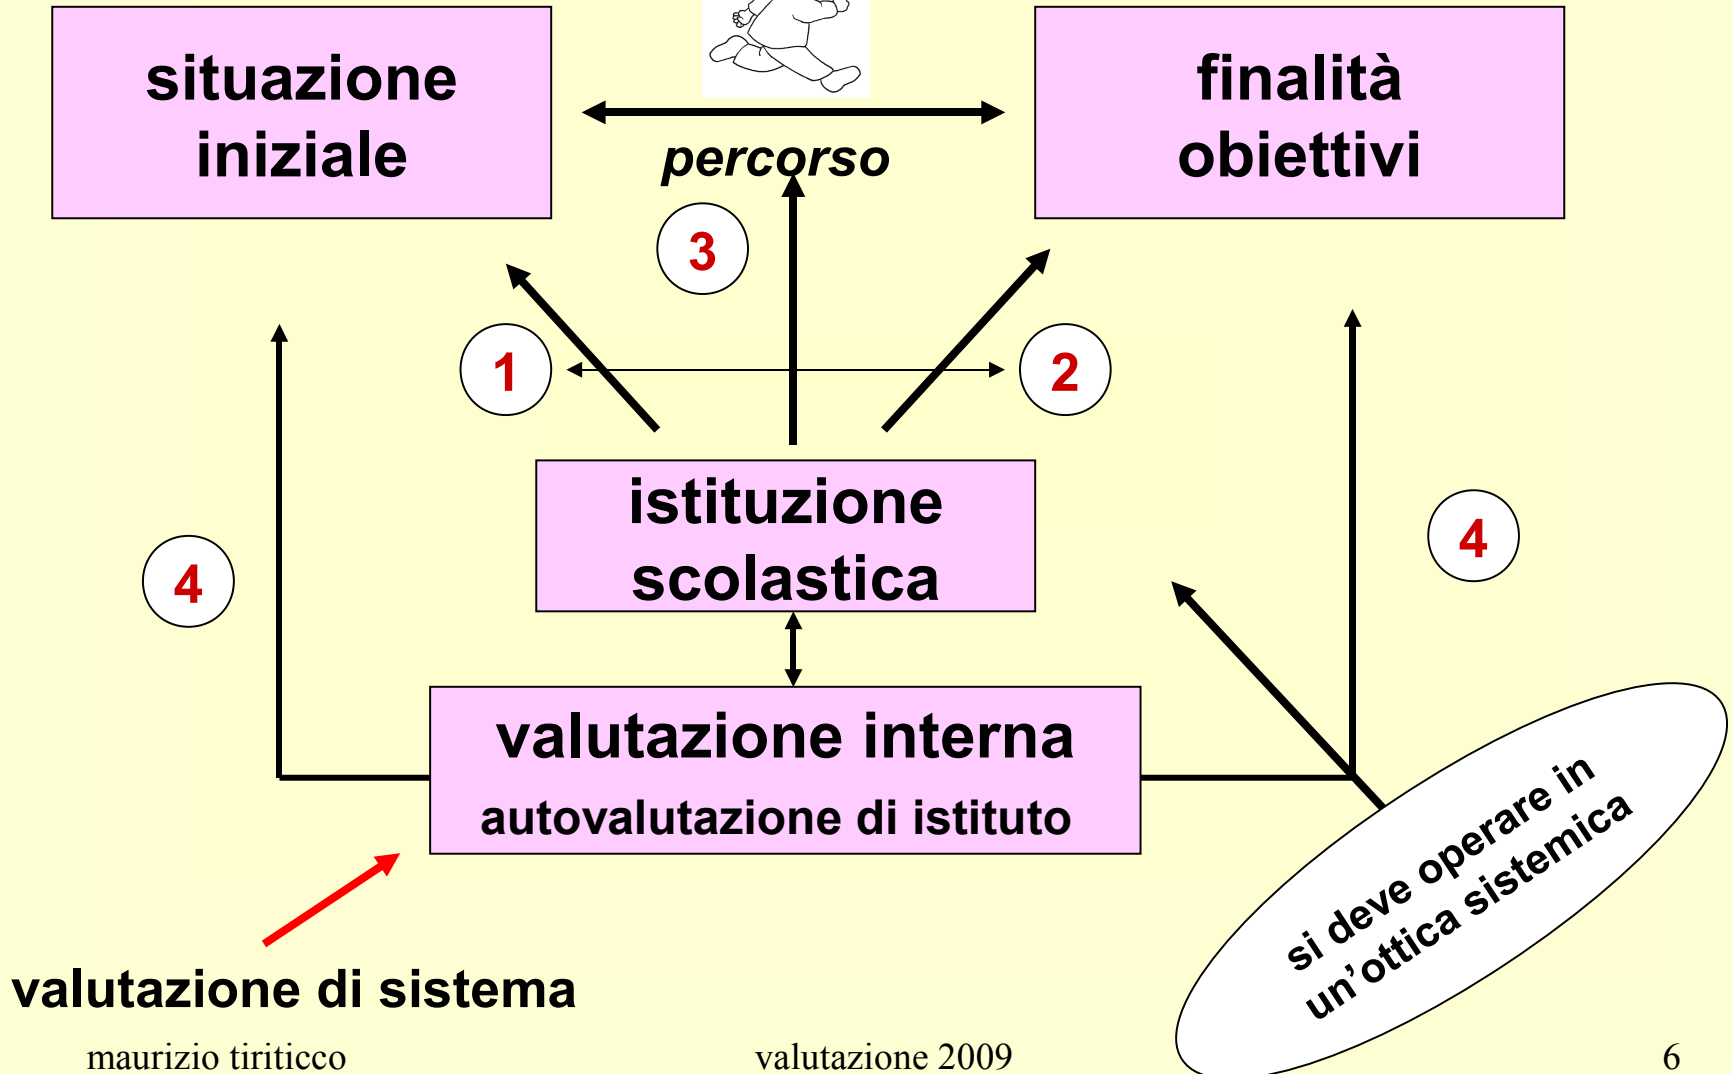 situazione
iniziale
finalità
obiettivi
percorso
3
1
2
istituzione
scolastica
4
4
valutazione interna
autovalutazione di istituto
si deve operare in
un’ottica sistemica
valutazione di sistema
maurizio tiriticco
valutazione 2009
6